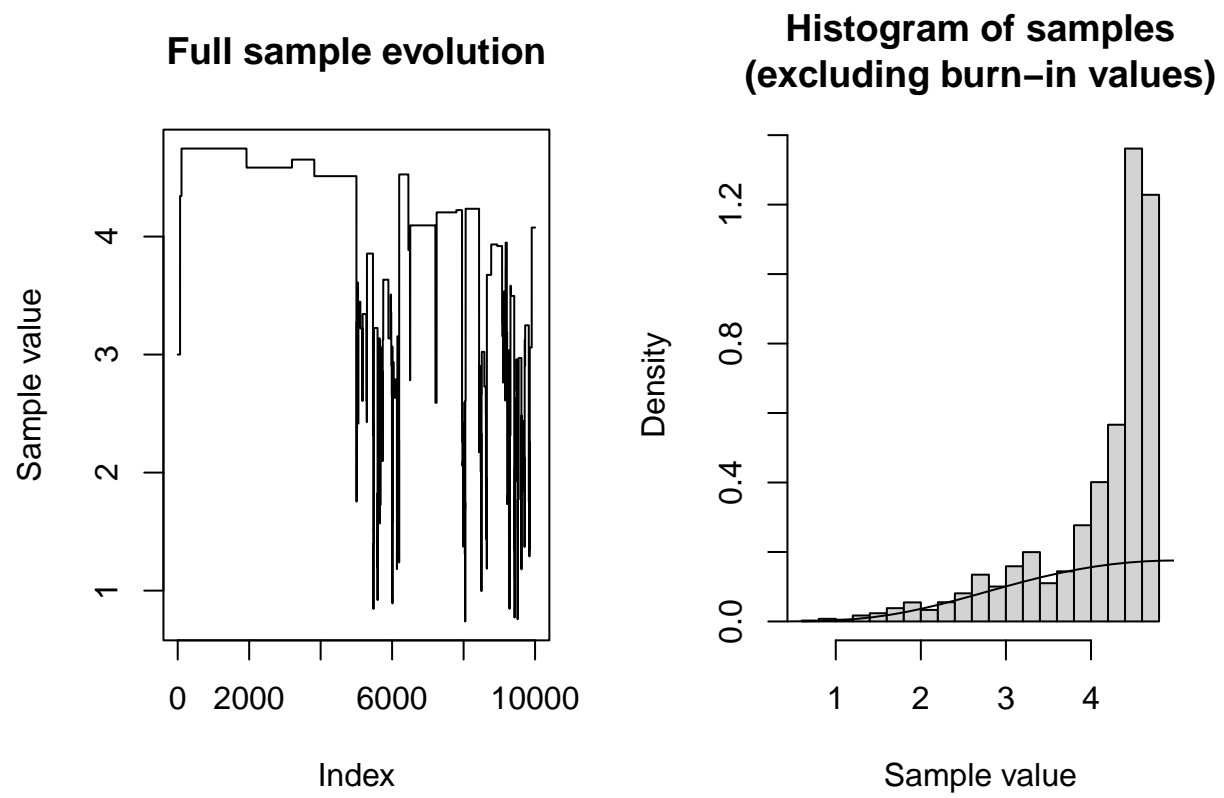 Full sample evolution
Sample value
4
3
2
1
0 2000 6000 10000
Index
Histogram of samples
(excluding burn−in values)
Density
1.2
0.8
0.4
0.0
1 2 3 4
Sample value